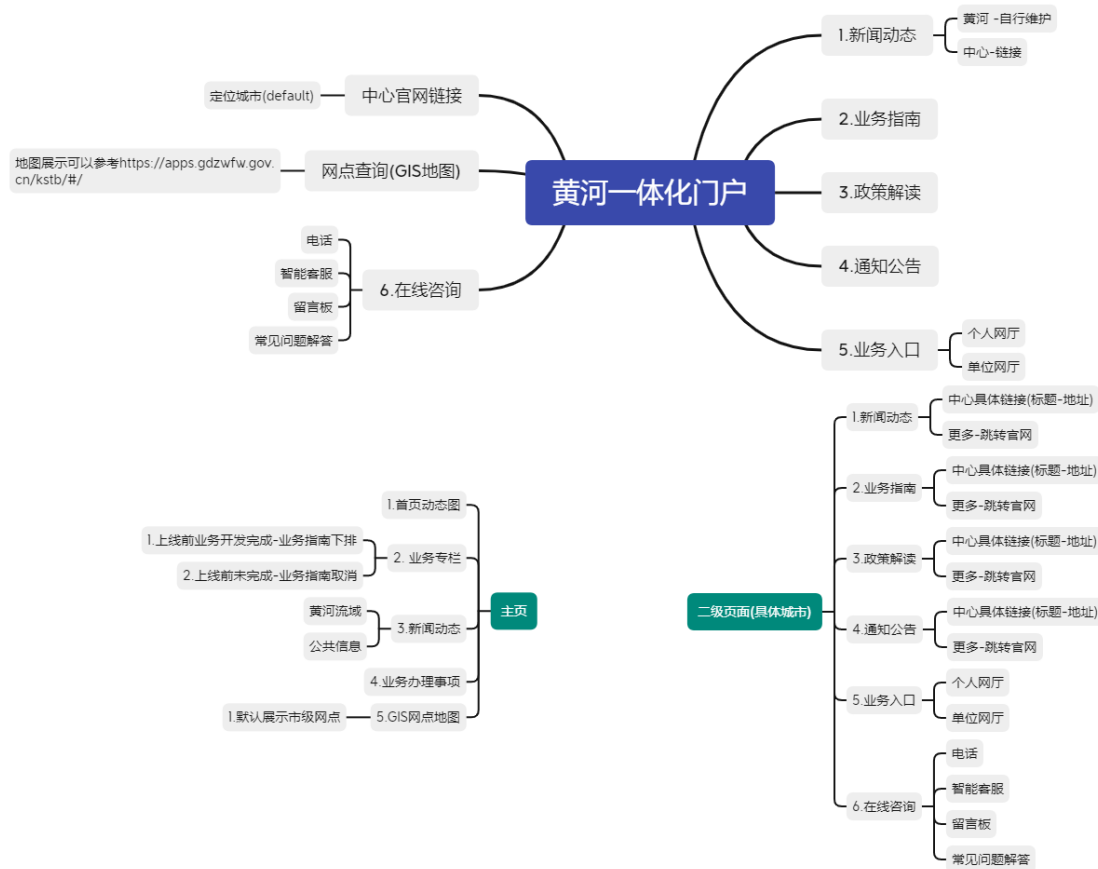 黄河一体化门户
1.新闻动态
黄河 -自行维护
中心-链接
2.业务指南
3.政策解读
4.通知公告
5.业务入口
个人网厅
单位网厅
中心官网链接
定位城市(default)
网点查询(GIS地图)
地图展示可以参考https://apps.gdzwfw.gov.
cn/kstb/#/
6.在线咨询
电话
智能客服
留言板
常见问题解答
主页
1.首页动态图
2. 业务专栏
1.上线前业务开发完成-业务指南下排
2.上线前未完成-业务指南取消
3.新闻动态
黄河流域
公共信息
4.业务办理事项
5.GIS网点地图
1.默认展示市级网点
二级页面(具体城市)
1.新闻动态
中心具体链接(标题-地址)
更多-跳转官网
2.业务指南
中心具体链接(标题-地址)
更多-跳转官网
3.政策解读
中心具体链接(标题-地址)
更多-跳转官网
4.通知公告
中心具体链接(标题-地址)
更多-跳转官网
5.业务入口
个人网厅
单位网厅
6.在线咨询
电话
智能客服
留言板
常见问题解答